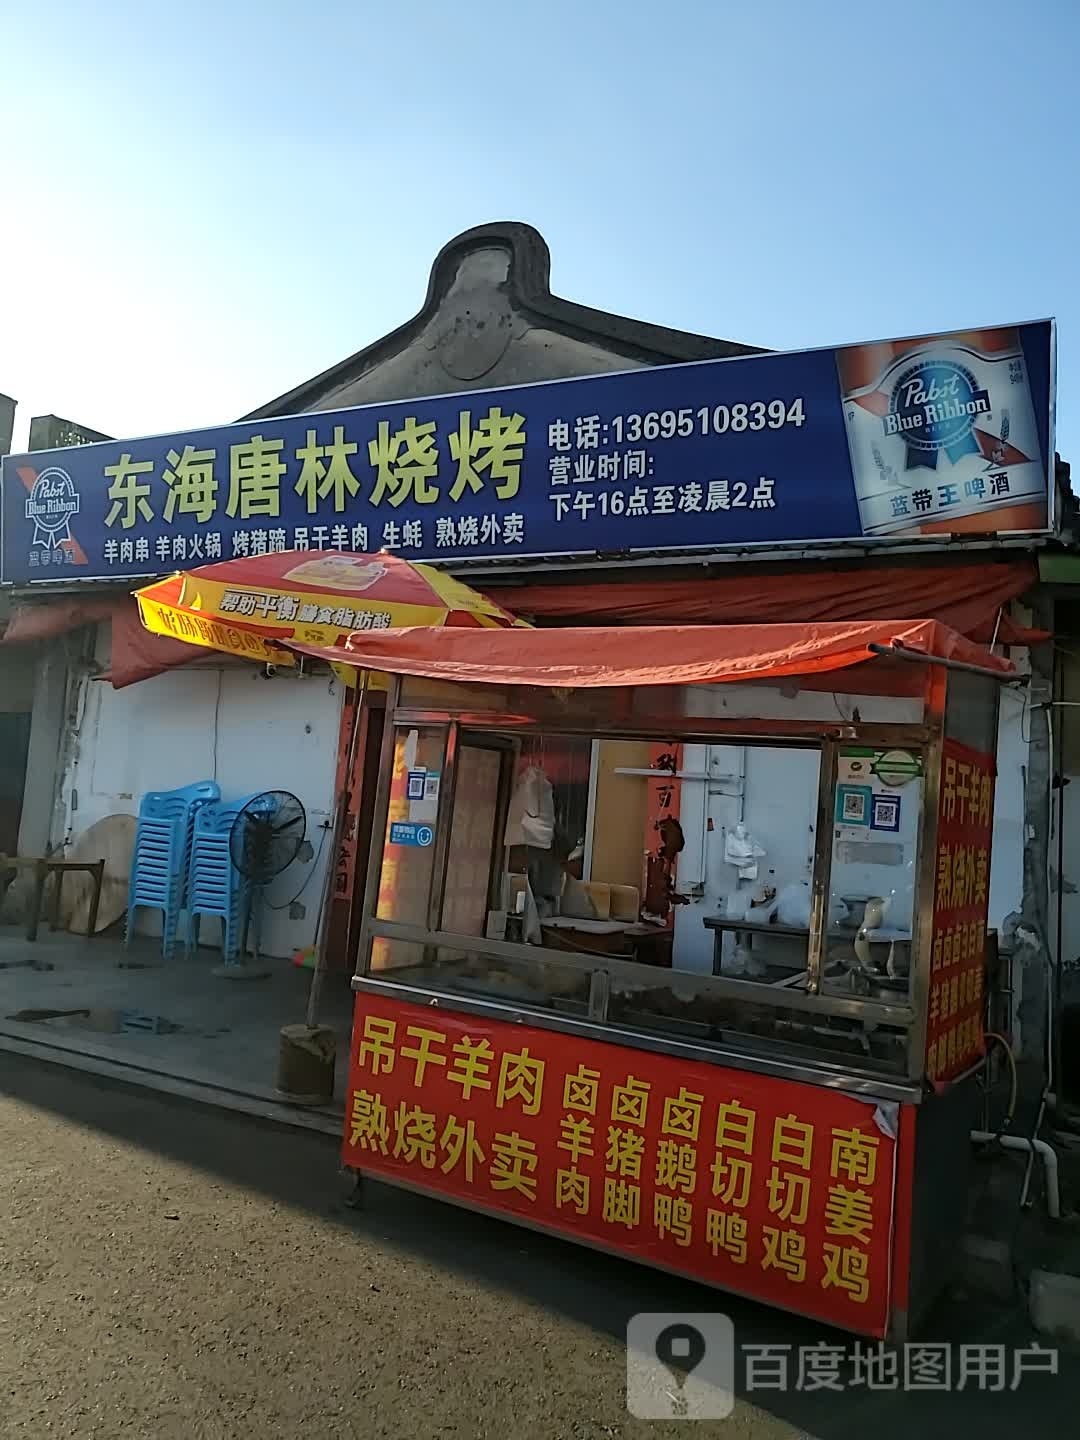 东海唐林烧烤
羊肉串 羊肉火锅 烤猪蹄 吊干羊肉 生蚝 熟烧外卖
电话:13695108394
营业时间:
下午16点至凌晨2点
Pabst
Blue Ribbon
蓝带王啤酒
Pabst
Blue Ribbon
蓝带啤酒
帮助平衡膳食脂肪酸
吊干羊肉
熟烧外卖
卤羊肉
卤猪脚
卤鹅鸭
白切鸭
白切鸡
南姜鸡
吊干羊肉
熟烧外卖
百度地图用户